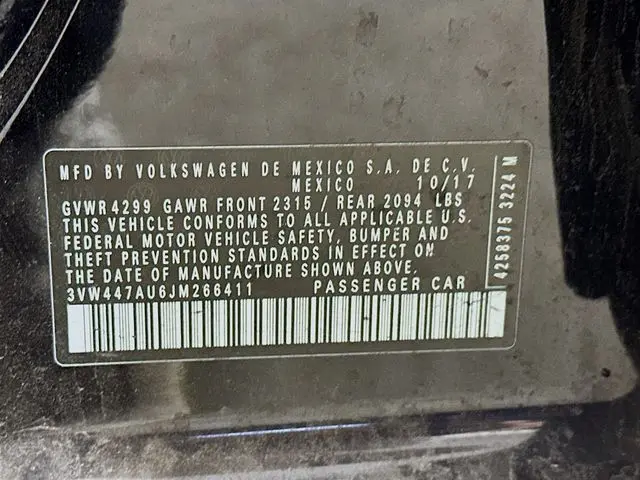 MFD BY VOLKSWAGEN DE MEXICO S.A. DE C.V.
MEXICO 10/17
GVWR 4299 GAWR FRONT 2315 / REAR 2094 LBS
THIS VEHICLE CONFORMS TO ALL APPLICABLE U.S.
FEDERAL MOTOR VEHICLE SAFETY, BUMPER AND
THEFT PREVENTION STANDARDS IN EFFECT ON
THE DATE OF MANUFACTURE SHOWN ABOVE.
3VW447AU6JM266411 PASSENGER CAR
4258375 3224 M